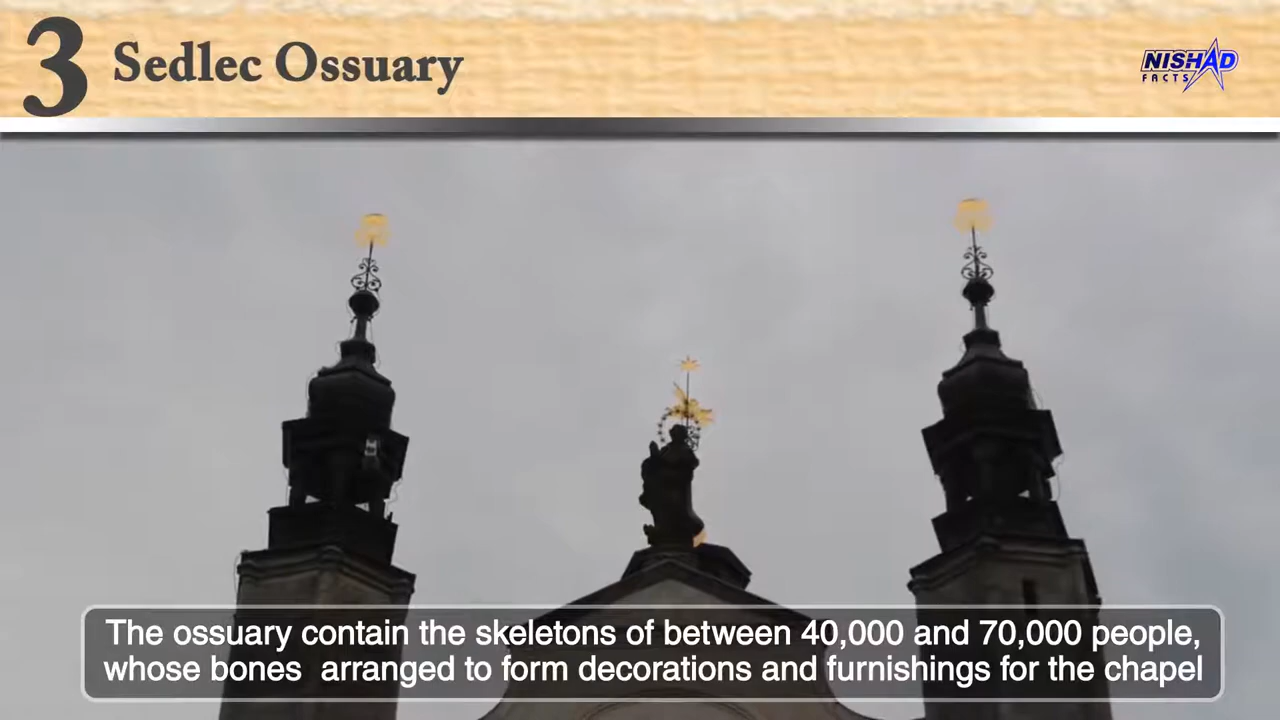 3 Sedlec Ossuary
NISHAD
FACTS
The ossuary contain the skeletons of between 40,000 and 70,000 people,
whose bones  arranged to form decorations and furnishings for the chapel